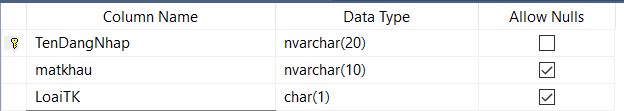 Column Name Data Type Allow Nulls
TenDangNhap nvarchar(20)
matkhau nvarchar(10)
LoaiTK char(1)